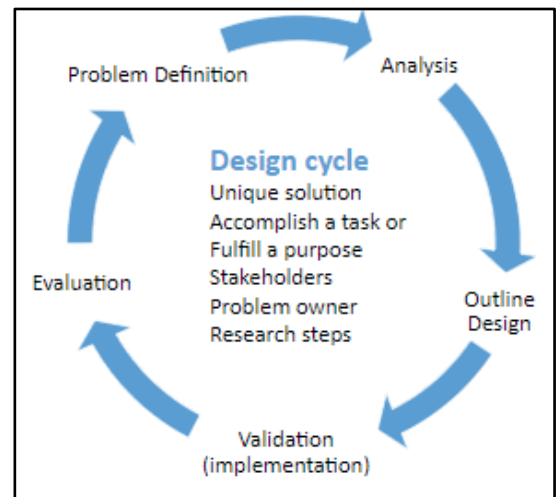 Problem Definition
Analysis
Design cycle
Unique solution
Accomplish a task or
Fulfill a purpose
Stakeholders
Problem owner
Research steps
Evaluation
Outline
Design
Validation
(implementation)